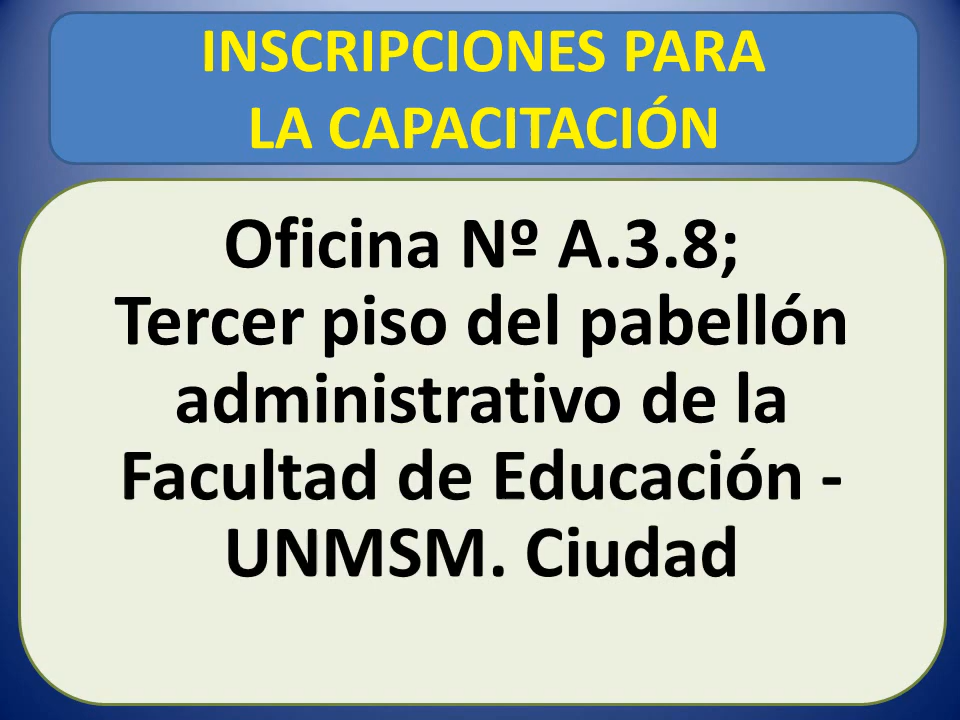 INSCRIPCIONES PARA
LA CAPACITACIÓN
Oficina Nº A.3.8;
Tercer piso del pabellón
administrativo de la
Facultad de Educación -
UNMSM. Ciudad